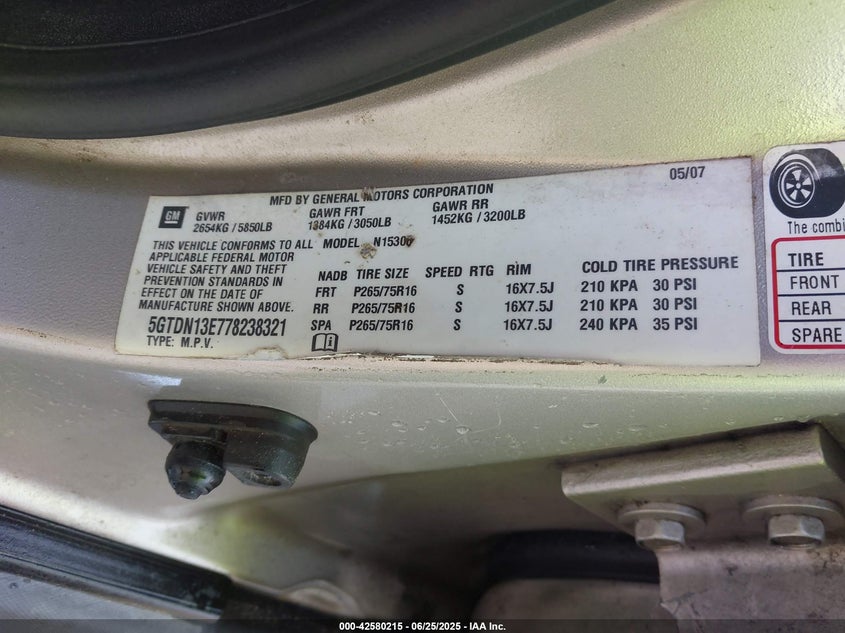 MFD BY GENERAL MOTORS CORPORATION 05/07
GM GVWR GAWR FRT GAWR RR
2654KG / 5850LB 1384KG / 3050LB 1452KG / 3200LB
THIS VEHICLE CONFORMS TO ALL MODEL N15306
APPLICABLE FEDERAL MOTOR
VEHICLE SAFETY AND THEFT
PREVENTION STANDARDS IN
EFFECT ON THE DATE OF
MANUFACTURE SHOWN ABOVE.
5GTDN13E778238321
TYPE: M.P.V.
NADB TIRE SIZE SPEED RTG RIM COLD TIRE PRESSURE
FRT P265/75R16 S 16X7.5J 210 KPA 30 PSI
RR P265/75R16 S 16X7.5J 210 KPA 30 PSI
SPA P265/75R16 S 16X7.5J 240 KPA 35 PSI
The combi
TIRE
FRONT
REAR
SPARE
000-42580215 - 06/25/2025 - IAA Inc.